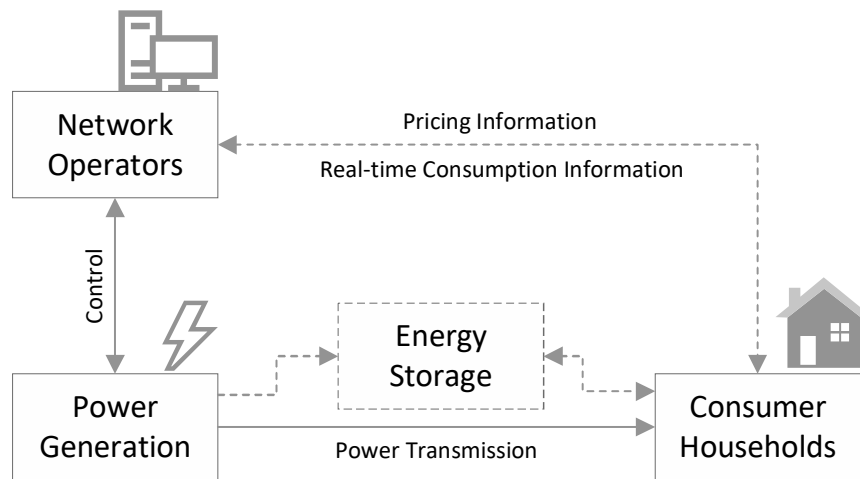 Network
Operators
Pricing Information
Real-time Consumption Information
Control
Energy
Storage
Power
Generation
Power Transmission
Consumer
Households